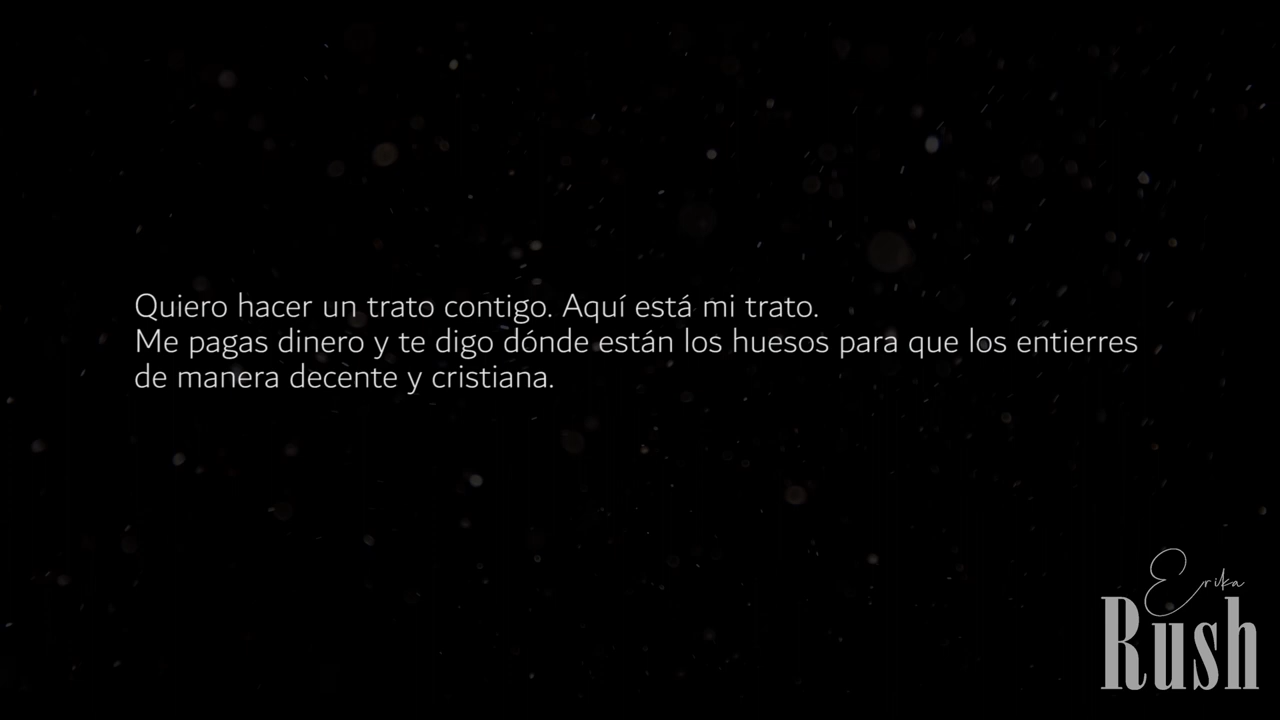 Quiero hacer un trato contigo. Aquí está mi trato.
Me pagas dinero y te digo dónde están los huesos para que los entierres
de manera decente y cristiana.
Erika
Rush